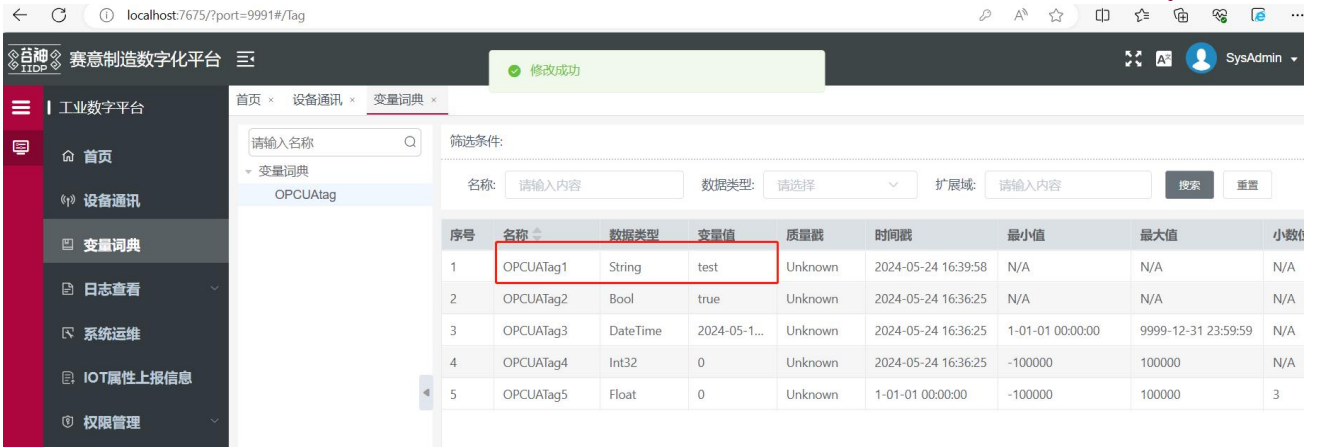 localhost:7675/?port=9991#/Tag
谷神 IIDP 赛意制造数字化平台
修改成功
SysAdmin
工业数字平台
首页 × 设备通讯 × 变量词典 ×
首页
设备通讯
变量词典
日志查看
系统运维
IOT属性上报信息
权限管理
请输入名称
变量词典
OPCUAtag
筛选条件:
名称: 请输入内容 数据类型: 请选择 扩展域: 请输入内容 搜索 重置
序号 名称 数据类型 变量值 质量戳 时间戳 最小值 最大值 小数位
1 OPCUATag1 String test Unknown 2024-05-24 16:39:58 N/A N/A N/A
2 OPCUATag2 Bool true Unknown 2024-05-24 16:36:25 N/A N/A N/A
3 OPCUATag3 DateTime 2024-05-1... Unknown 2024-05-24 16:36:25 1-01-01 00:00:00 9999-12-31 23:59:59 N/A
4 OPCUATag4 Int32 0 Unknown 2024-05-24 16:36:25 -100000 100000 N/A
5 OPCUATag5 Float 0 Unknown 1-01-01 00:00:00 -100000 100000 3